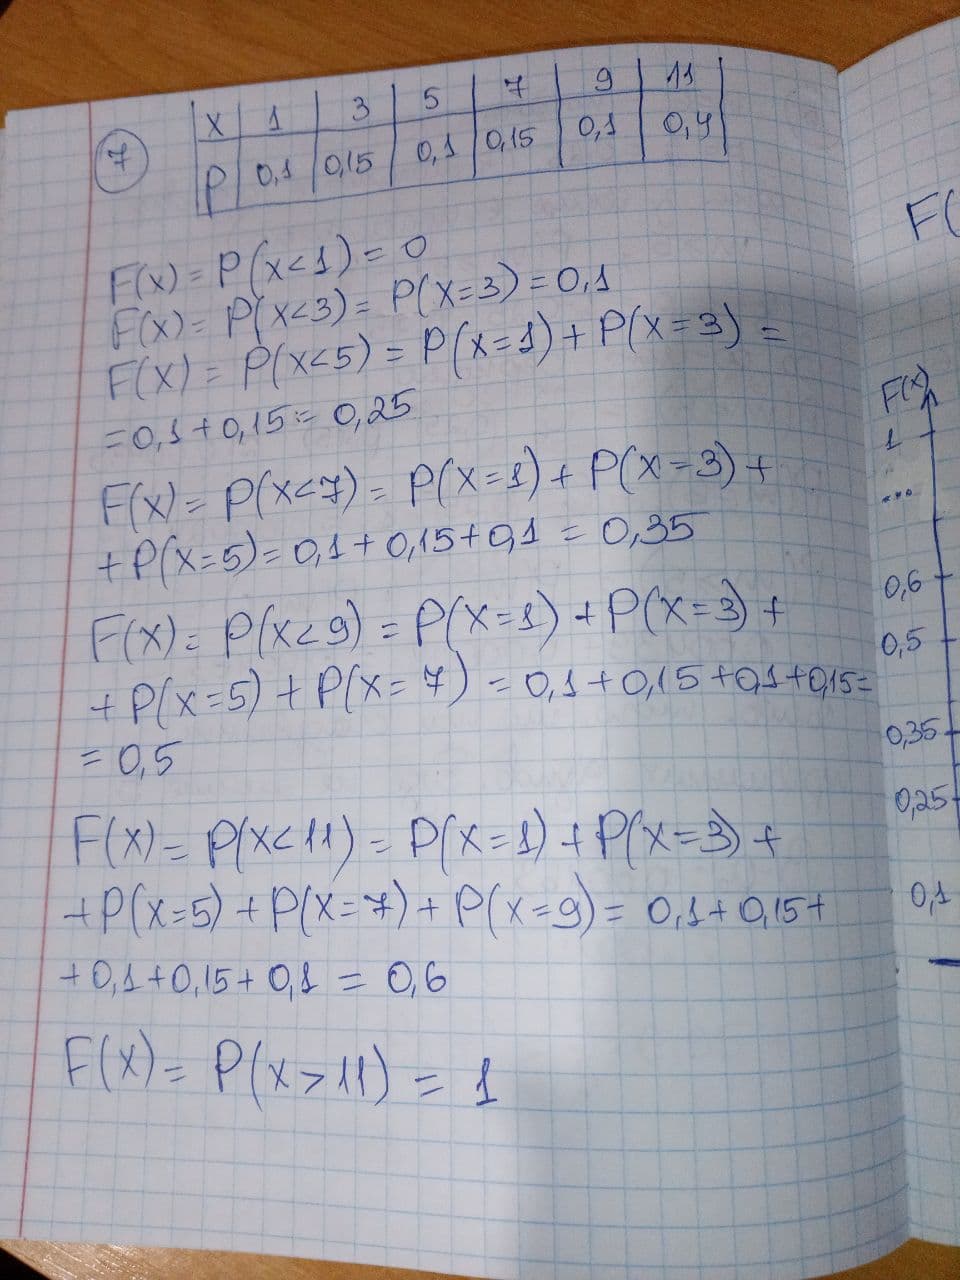 7
X 1 3 5 7 9 11
P 0,1 0,15 0,1 0,15 0,1 0,4
F(x) = P(x<1) = 0
F(x) = P(x<3) = P(x=3) = 0,1
F(x) = P(x<5) = P(x=1) + P(x=3) =
= 0,1 + 0,15 = 0,25
F(x) = P(x<7) = P(x=1) + P(x=3) +
+ P(x=5) = 0,1 + 0,15 + 0,1 = 0,35
F(x) = P(x<9) = P(x=1) + P(x=3) +
+ P(x=5) + P(x=7) = 0,1 + 0,15 + 0,1 + 0,15 =
= 0,5
F(x) = P(x<11) = P(x=1) + P(x=3) +
+ P(x=5) + P(x=7) + P(x=9) = 0,1 + 0,15 +
+ 0,1 + 0,15 + 0,1 = 0,6
F(x) = P(x>11) = 1
F(
F(x)
1
...
0,6
0,5
0,35
0,25
0,1